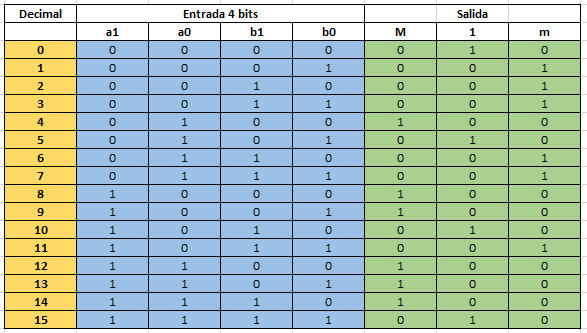 Decimal Entrada 4 bits Salida
a1 a0 b1 b0 M 1 m
0 0 0 0 0 0 1 0
1 0 0 0 1 0 0 1
2 0 0 1 0 0 0 1
3 0 0 1 1 0 0 1
4 0 1 0 0 1 0 0
5 0 1 0 1 0 1 0
6 0 1 1 0 0 0 1
7 0 1 1 1 0 0 1
8 1 0 0 0 1 0 0
9 1 0 0 1 1 0 0
10 1 0 1 0 0 1 0
11 1 0 1 1 0 0 1
12 1 1 0 0 1 0 0
13 1 1 0 1 1 0 0
14 1 1 1 0 1 0 0
15 1 1 1 1 0 1 0